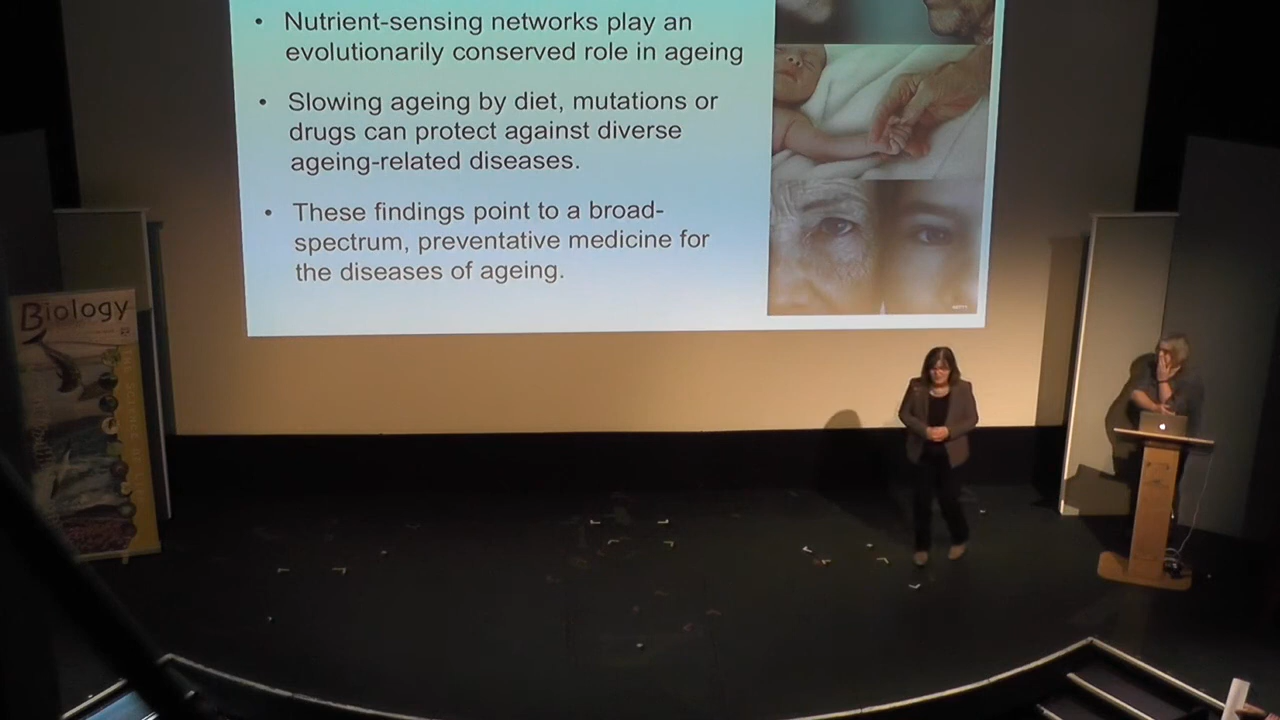 • Nutrient-sensing networks play an
evolutionarily conserved role in ageing
• Slowing ageing by diet, mutations or
drugs can protect against diverse
ageing-related diseases.
• These findings point to a broad-
spectrum, preventative medicine for
the diseases of ageing.
Biology